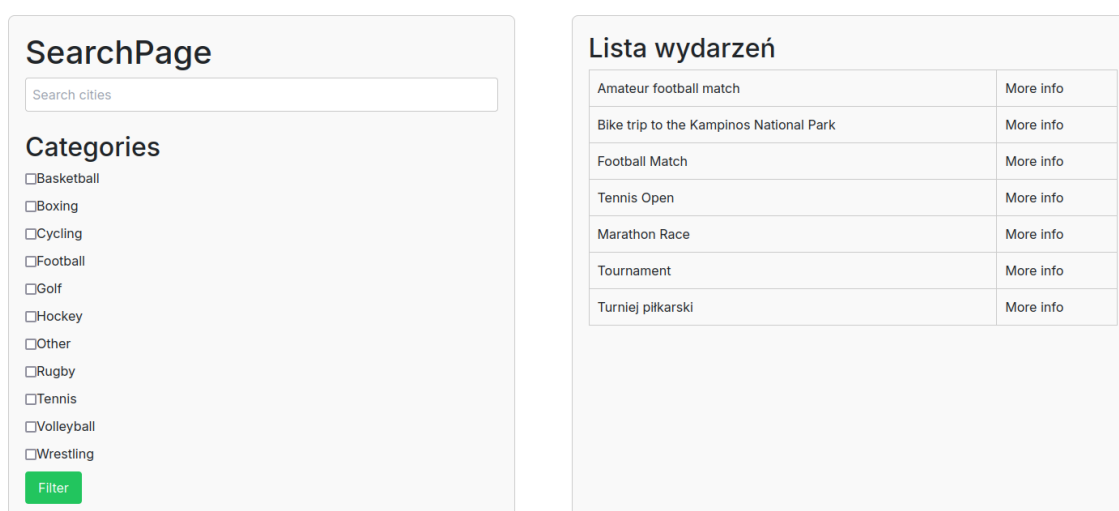 SearchPage
Search cities
Categories
Basketball
Boxing
Cycling
Football
Golf
Hockey
Other
Rugby
Tennis
Volleyball
Wrestling
Filter
Lista wydarzeń
Amateur football match More info
Bike trip to the Kampinos National Park More info
Football Match More info
Tennis Open More info
Marathon Race More info
Tournament More info
Turniej piłkarski More info